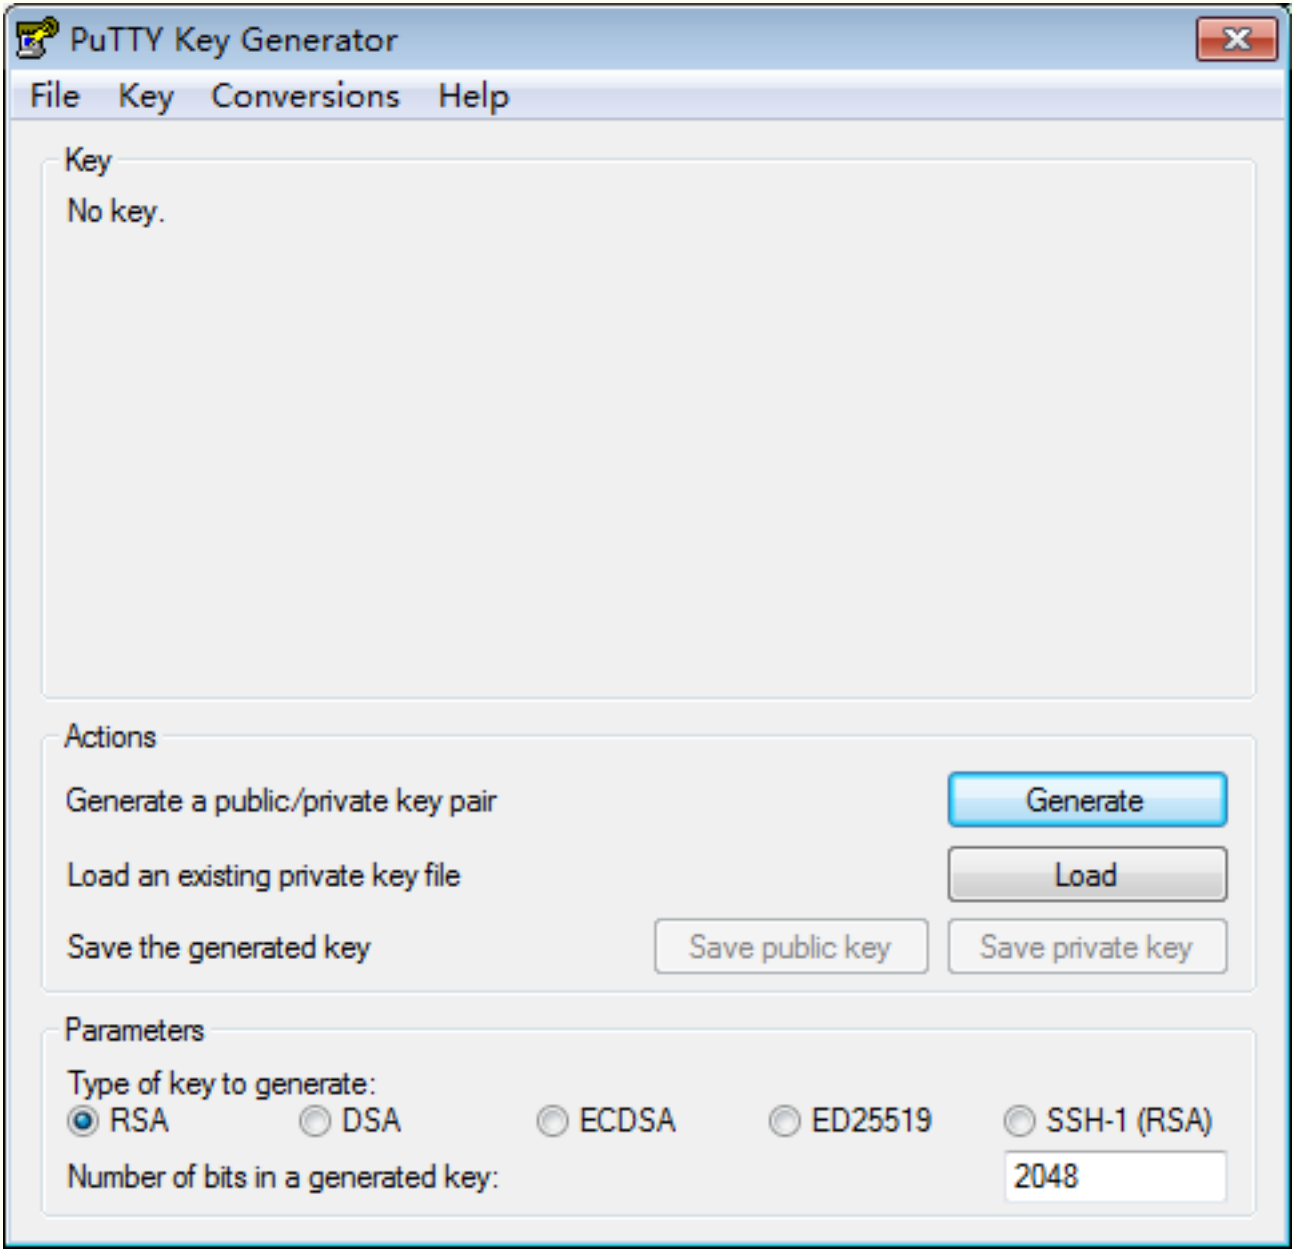 PuTTY Key Generator
File Key Conversions Help
Key
No key.
Actions
Generate a public/private key pair
Generate
Load an existing private key file
Load
Save the generated key
Save public key
Save private key
Parameters
Type of key to generate:
RSA DSA ECDSA ED25519 SSH-1 (RSA)
Number of bits in a generated key:
2048